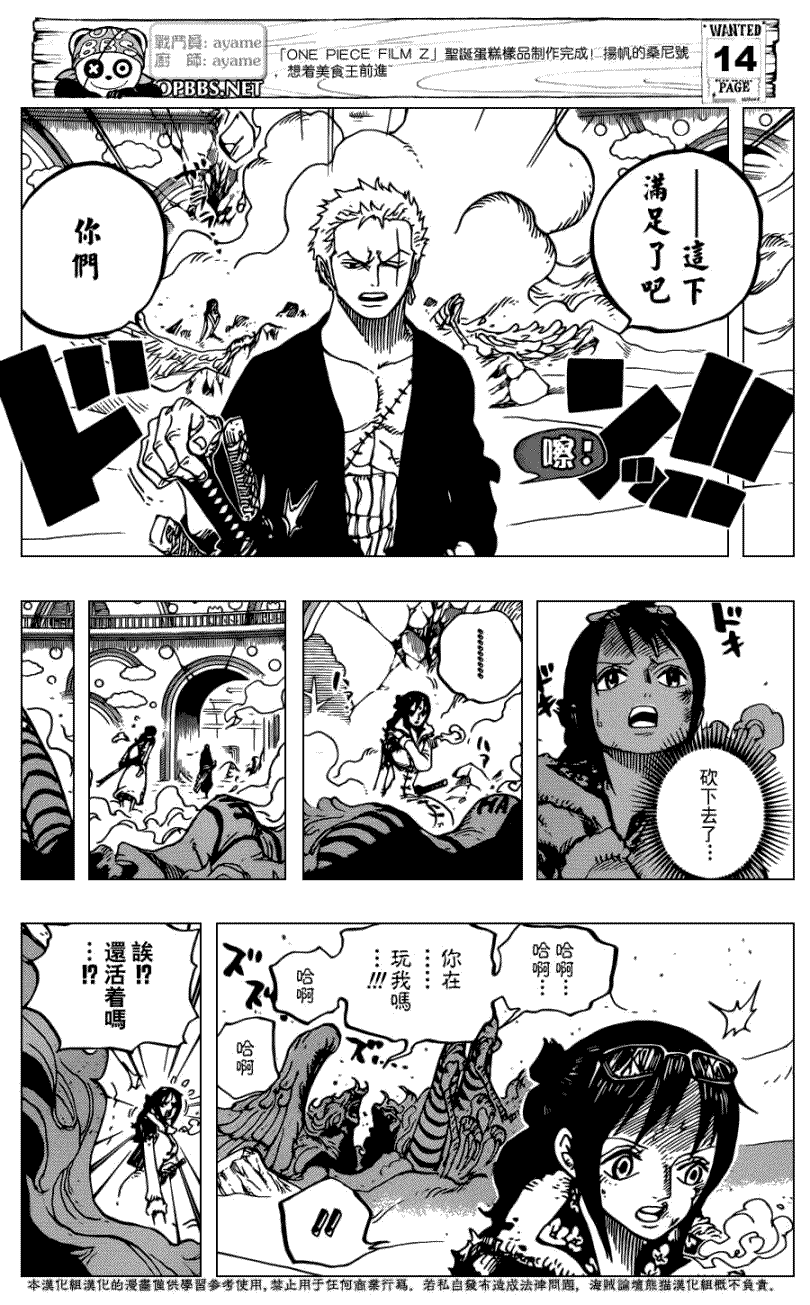 戰鬥員: ayame
廚 師: ayame
OPBBS.NET
「ONE PIECE FILM Z」聖誕蛋糕樣品制作完成！揚帆的桑尼號
，想着美食王前進
WANTED
14
PAGE
——這下
滿足了吧
你們
ドンッ!!
嚓!
ドキ
砍下去了…
………
哈啊…
哈啊…
你在
……
玩我嗎
…!!!
哈啊
哈啊
ズズ
!!
誒!?
還活着嗎
…!?
本漢化組漢化的漫畫僅供學習參考使用,禁止用于任何商業行爲。若私自發布造成法律問題，海賊論壇熊猫漢化組概不負責。